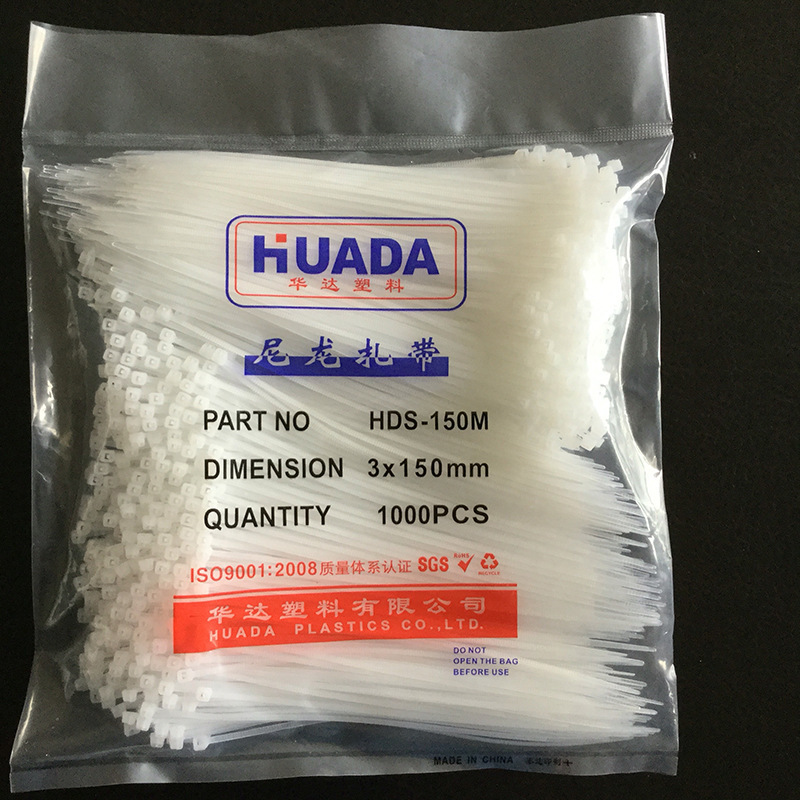 HUADA
华达塑料
尼龙扎带
PART NO HDS-150M
DIMENSION 3x150mm
QUANTITY 1000PCS
ISO9001:2008质量体系认证 SGS RoHS RECYCLE
华达塑料有限公司
HUADA PLASTICS CO.,LTD.
DO NOT
OPEN THE BAG
BEFORE USE
MADE IN CHINA